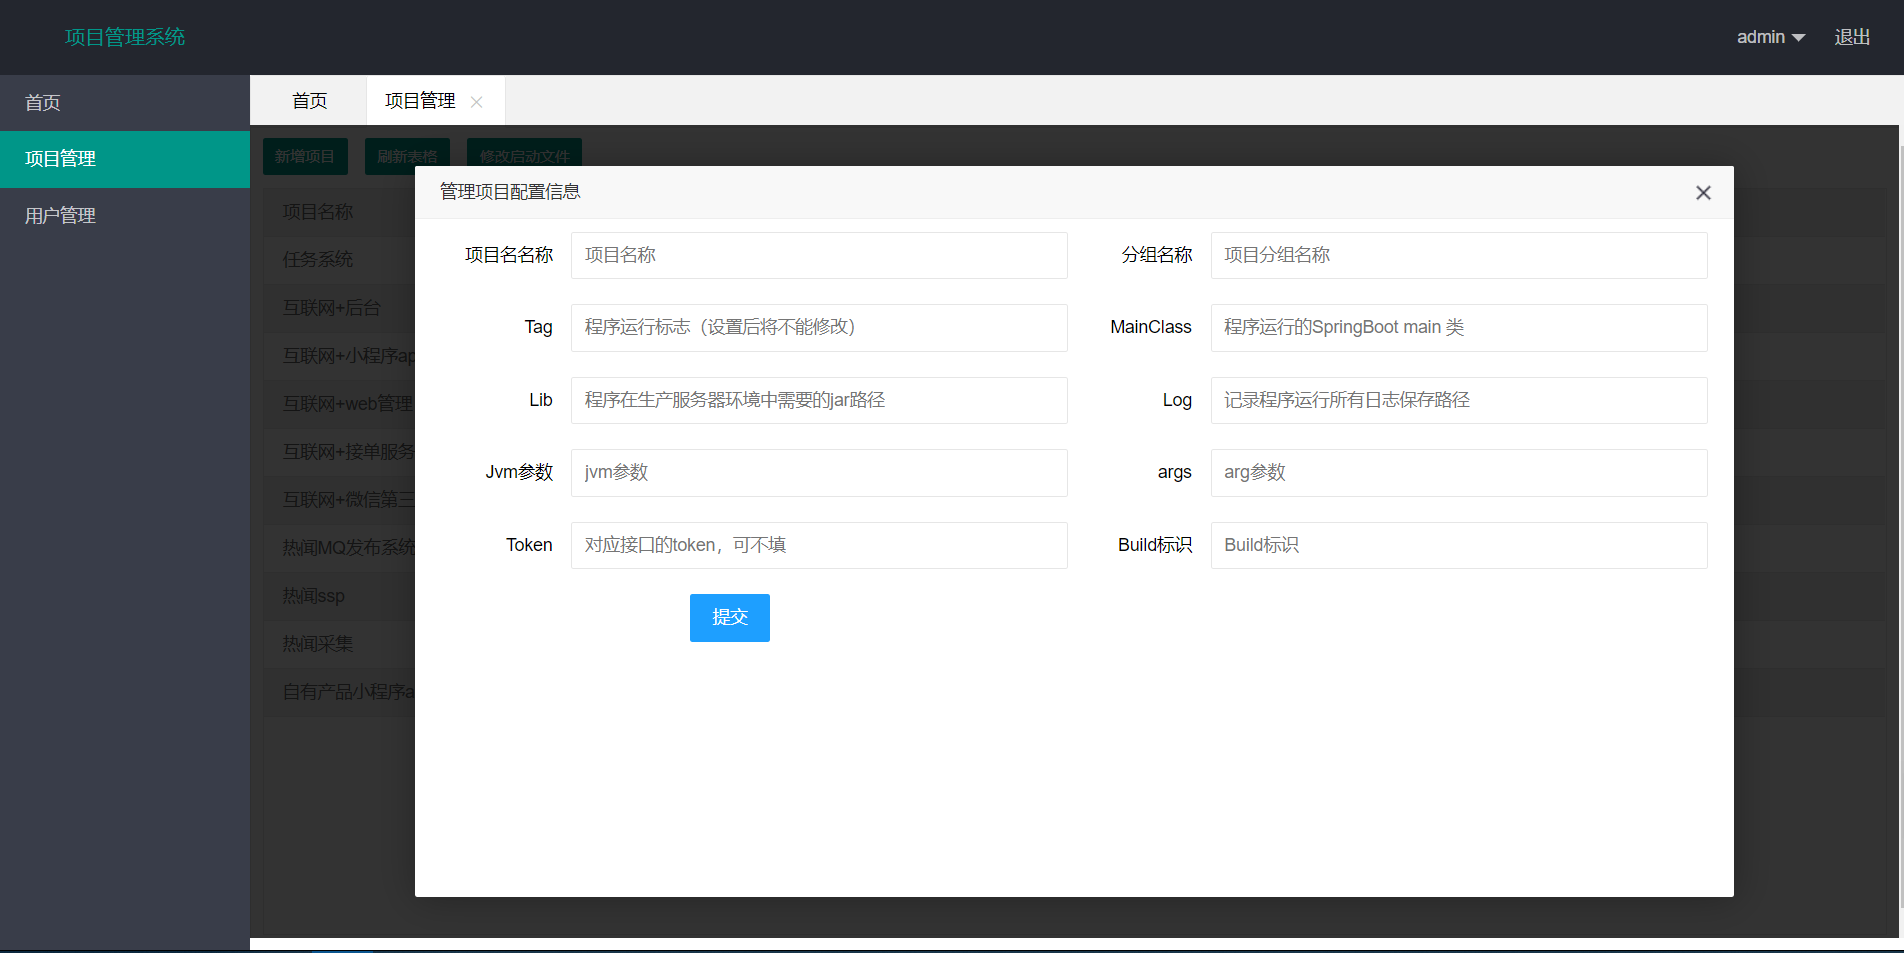 项目管理系统
admin
退出
首页
项目管理
用户管理
首页
项目管理
新增项目
刷新表格
修改启动文件
项目名称
任务系统
互联网+后台
互联网+小程序ap
互联网+web管理
互联网+接单服务
互联网+微信第三
热闻MQ发布系统
热闻ssp
热闻采集
自有产品小程序a
管理项目配置信息
项目名名称
项目名称
分组名称
项目分组名称
Tag
程序运行标志（设置后将不能修改）
MainClass
程序运行的SpringBoot main 类
Lib
程序在生产服务器环境中需要的jar路径
Log
记录程序运行所有日志保存路径
Jvm参数
jvm参数
args
arg参数
Token
对应接口的token，可不填
Build标识
Build标识
提交